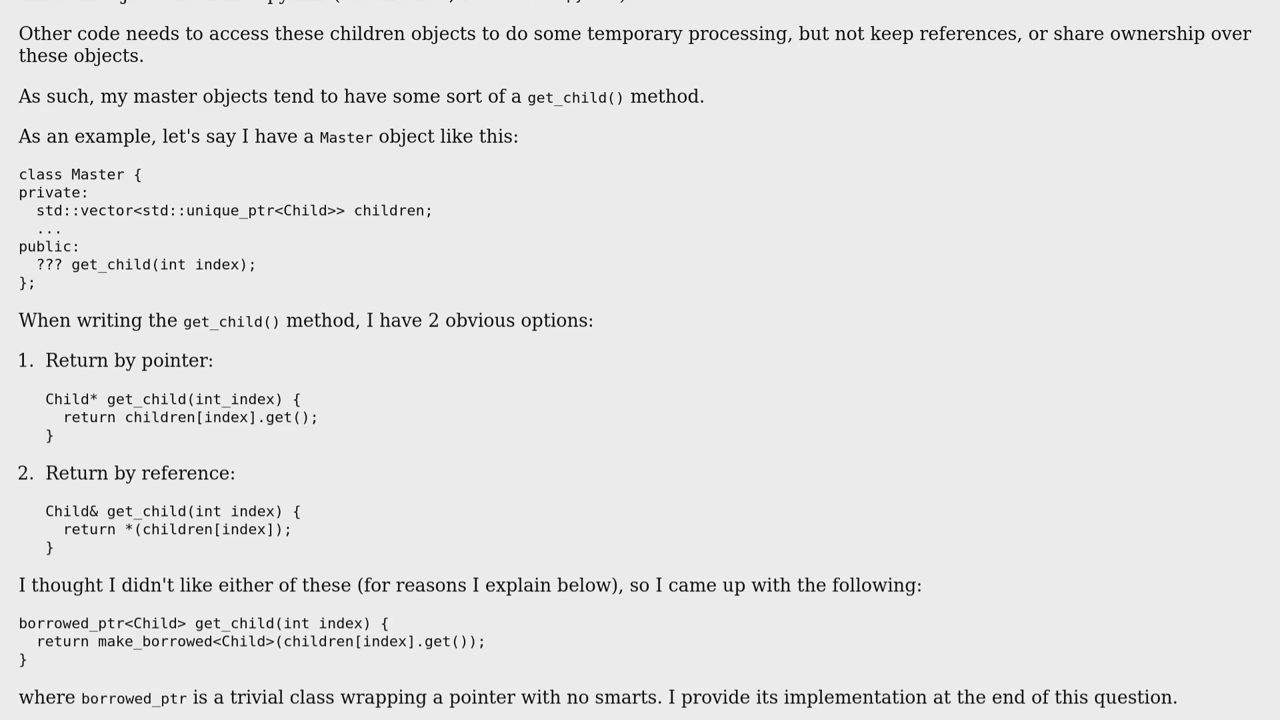 Other code needs to access these children objects to do some temporary processing, but not keep references, or share ownership over
these objects.
As such, my master objects tend to have some sort of a get_child() method.
As an example, let's say I have a Master object like this:
class Master {
private:
  std::vector<std::unique_ptr<Child>> children;
  ...
public:
  ??? get_child(int index);
};
When writing the get_child() method, I have 2 obvious options:
1. Return by pointer:
Child* get_child(int_index) {
  return children[index].get();
}
2. Return by reference:
Child& get_child(int index) {
  return *(children[index]);
}
I thought I didn't like either of these (for reasons I explain below), so I came up with the following:
borrowed_ptr<Child> get_child(int index) {
  return make_borrowed<Child>(children[index].get());
}
where borrowed_ptr is a trivial class wrapping a pointer with no smarts. I provide its implementation at the end of this question.